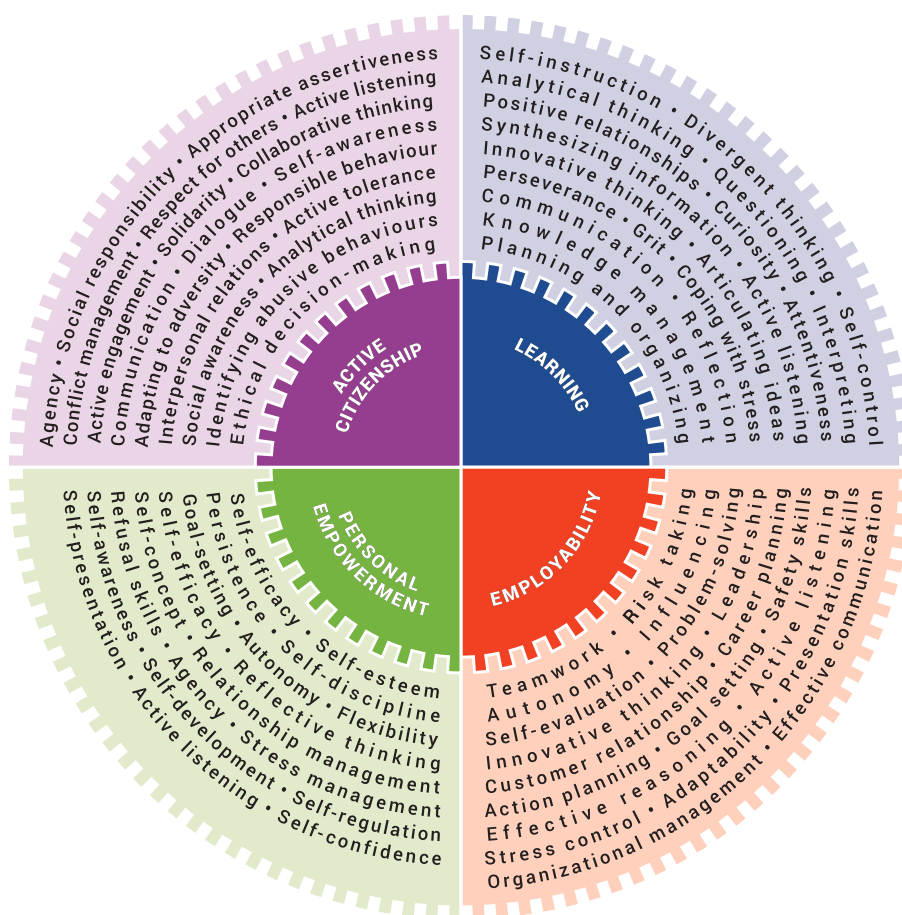 Agency • Social responsibility • Appropriate assertiveness
Conflict management • Respect for others • Active listening
Active engagement • Solidarity • Collaborative thinking
Communication • Dialogue • Self-awareness
Adapting to adversity • Responsible behaviour
Interpersonal relations • Active tolerance
Social awareness • Analytical thinking
Identifying abusive behaviours
Ethical decision-making
ACTIVE
CITIZENSHIP
Self-instruction • Divergent thinking • Self-control
Analytical thinking • Questioning • Interpreting
Positive relationships • Curiosity • Attentiveness
Synthesizing information • Active listening
Innovative thinking • Articulating ideas
Perseverance • Grit • Coping with stress
Communication • Reflection
Knowledge management
Planning and organizing
LEARNING
PERSONAL
EMPOWERMENT
Self-efficacy • Self-esteem
Persistence • Self-discipline
Goal-setting • Autonomy • Flexibility
Self-efficacy • Reflective thinking
Self-concept • Relationship management
Refusal skills • Agency • Stress management
Self-awareness • Self-development • Self-regulation
Self-presentation • Active listening • Self-confidence
EMPLOYABILITY
Teamwork • Risk taking
Autonomy • Influencing
Self-evaluation • Problem-solving
Innovative thinking • Leadership
Customer relationship • Career planning
Action planning • Goal setting • Safety skills
Effective reasoning • Active listening
Stress control • Adaptability • Presentation skills
Organizational management • Effective communication